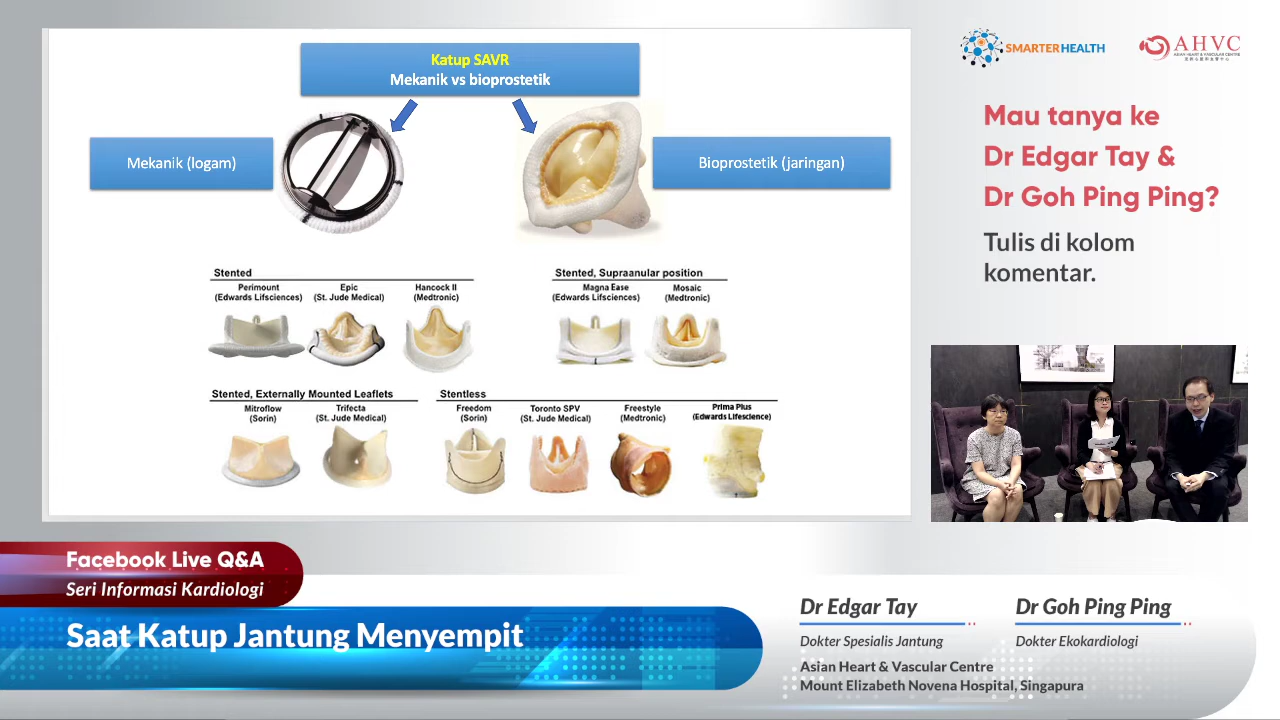 Katup SAVR
Mekanik vs bioprostetik
Mekanik (logam)
Bioprostetik (jaringan)
Stented
Perimount
(Edwards Lifsciences)
Epic
(St. Jude Medical)
Hancock II
(Medtronic)
Stented, Supraanular position
Magna Ease
(Edwards Lifsciences)
Mosaic
(Medtronic)
Stented, Externally Mounted Leaflets
Mitroflow
(Sorin)
Trifecta
(St. Jude Medical)
Stentless
Freedom
(Sorin)
Toronto SPV
(St. Jude Medical)
Freestyle
(Medtronic)
Prima Plus
(Edwards Lifescience)
SMARTERHEALTH
AHVC
ASIAN HEART & VASCULAR CENTRE
Mau tanya ke
Dr Edgar Tay &
Dr Goh Ping Ping?
Tulis di kolom
komentar.
Facebook Live Q&A
Seri Informasi Kardiologi
Saat Katup Jantung Menyempit
Dr Edgar Tay
Dokter Spesialis Jantung
Dr Goh Ping Ping
Dokter Ekokardiologi
Asian Heart & Vascular Centre
Mount Elizabeth Novena Hospital, Singapura